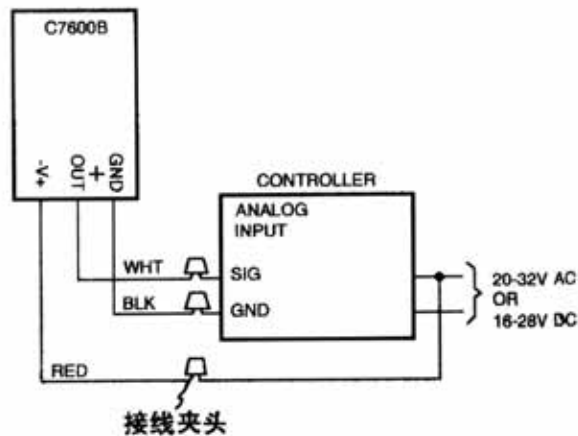 C7600B
-V+
OUT
+
GND
CONTROLLER
ANALOG
INPUT
WHT
SIG
BLK
GND
20-32V AC
OR
16-28V DC
RED
接线夹头